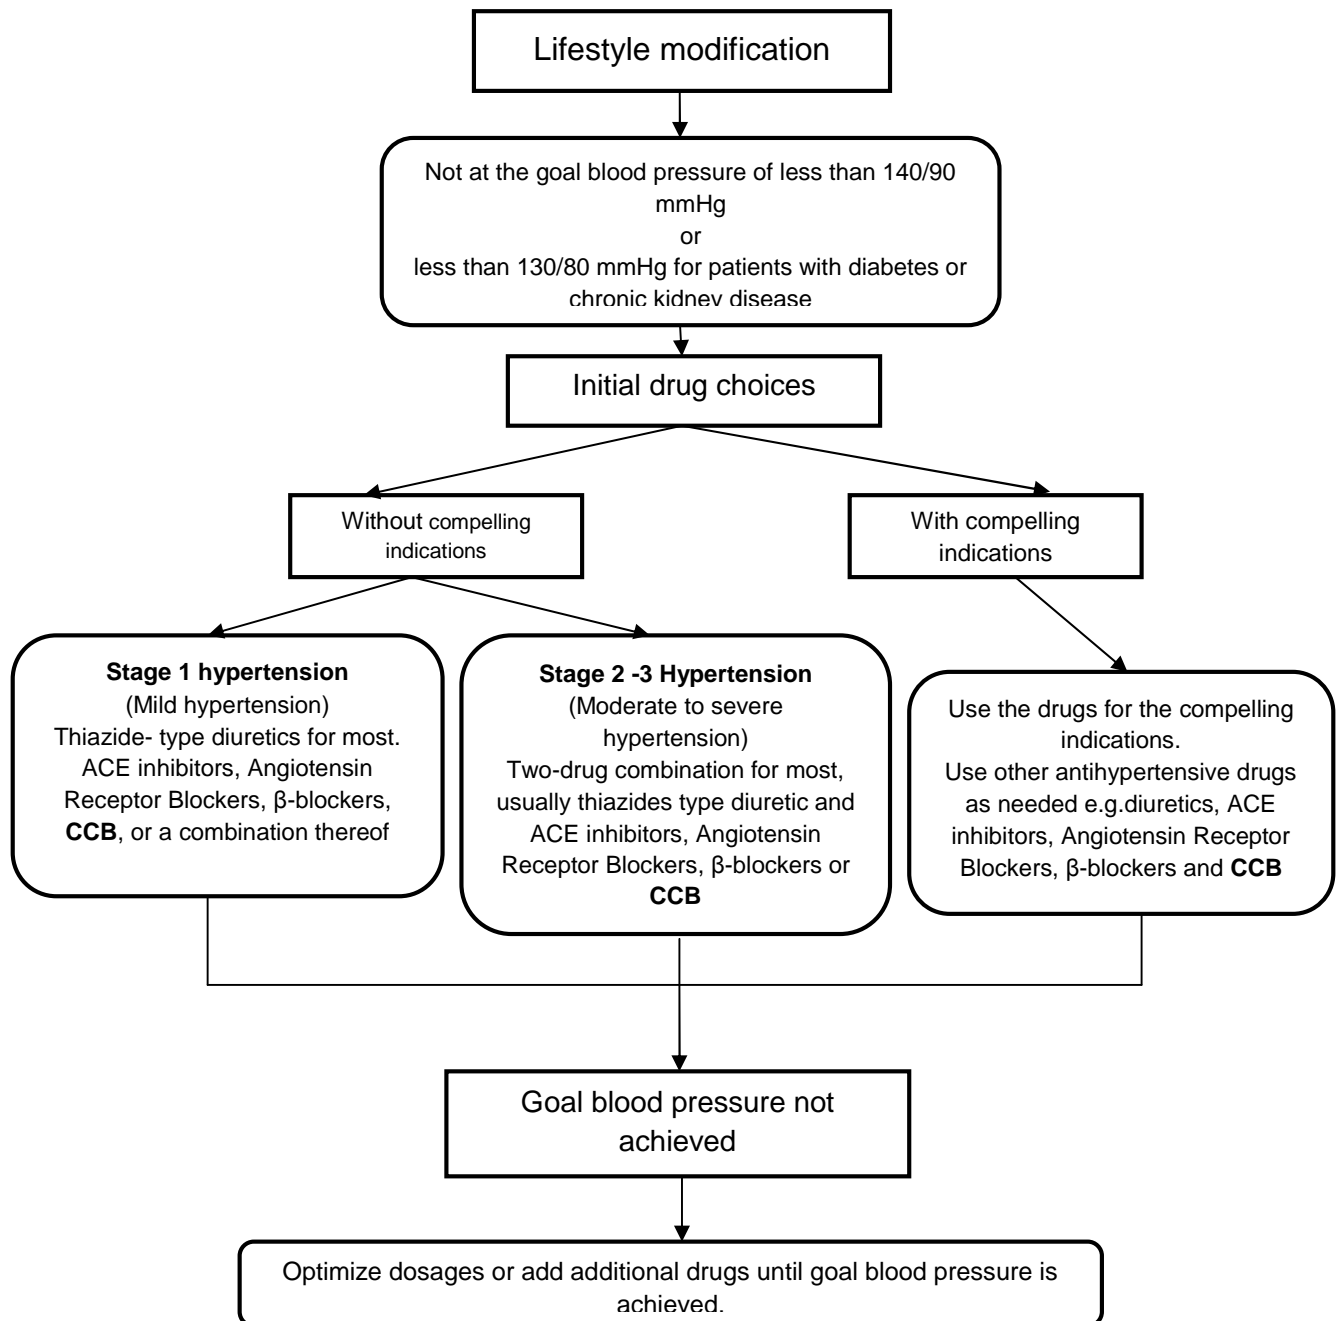 Lifestyle modification
Not at the goal blood pressure of less than 140/90
mmHg
or
less than 130/80 mmHg for patients with diabetes or
chronic kidney disease
Initial drug choices
Without compelling
indications
With compelling
indications
Stage 1 hypertension
(Mild hypertension)
Thiazide- type diuretics for most.
ACE inhibitors, Angiotensin
Receptor Blockers, β-blockers,
CCB, or a combination thereof
Stage 2 -3 Hypertension
(Moderate to severe
hypertension)
Two-drug combination for most,
usually thiazides type diuretic and
ACE inhibitors, Angiotensin
Receptor Blockers, β-blockers or
CCB
Use the drugs for the compelling
indications.
Use other antihypertensive drugs
as needed e.g.diuretics, ACE
inhibitors, Angiotensin Receptor
Blockers, β-blockers and CCB
Goal blood pressure not
achieved
Optimize dosages or add additional drugs until goal blood pressure is
achieved.